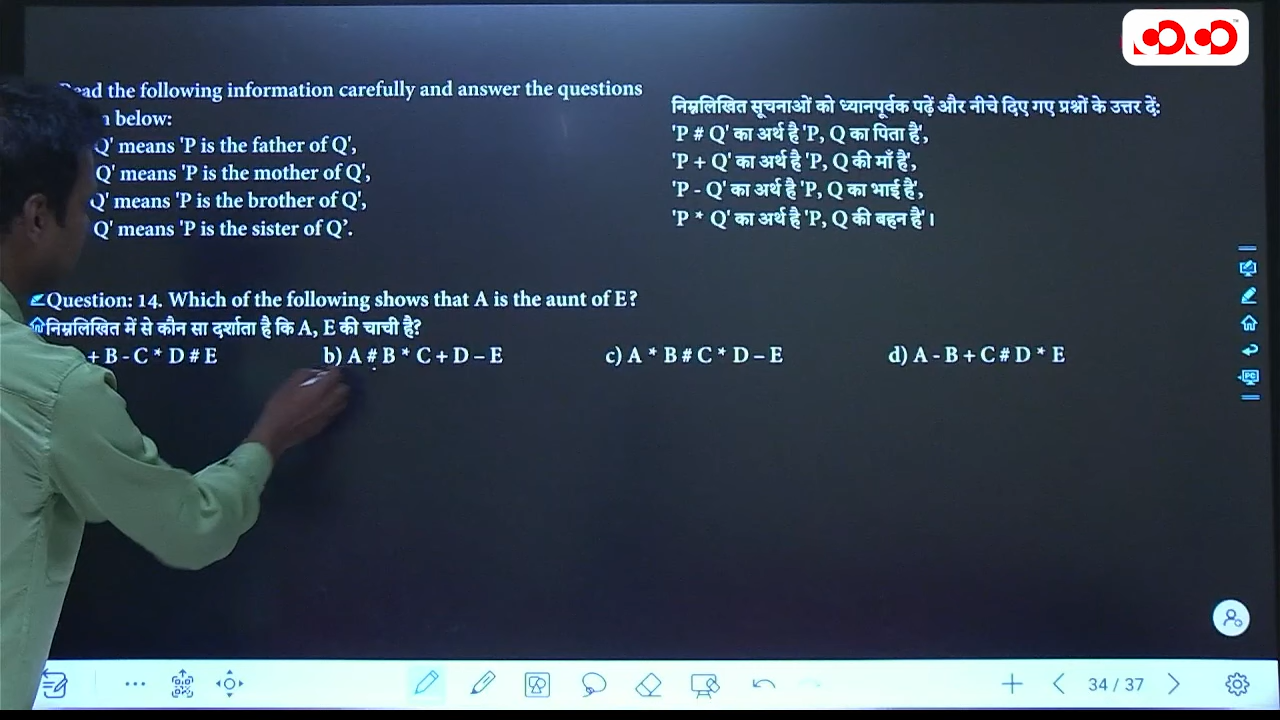 ead the following information carefully and answer the questions
below:
Q' means 'P is the father of Q',
Q' means 'P is the mother of Q',
Q' means 'P is the brother of Q',
Q' means 'P is the sister of Q’.
निम्नलिखित सूचनाओं को ध्यानपूर्वक पढ़ें और नीचे दिए गए प्रश्नों के उत्तर दें:
'P # Q' का अर्थ है 'P, Q का पिता है',
'P + Q' का अर्थ है 'P, Q की माँ है',
'P - Q' का अर्थ है 'P, Q का भाई है',
'P * Q' का अर्थ है 'P, Q की बहन है' ।
Question: 14. Which of the following shows that A is the aunt of E?
निम्नलिखित में से कौन सा दर्शाता है कि A, E की चाची है?
+ B - C * D # E
b) A # B * C + D – E
c) A * B # C * D – E
d) A - B + C # D * E
PC
34 / 37